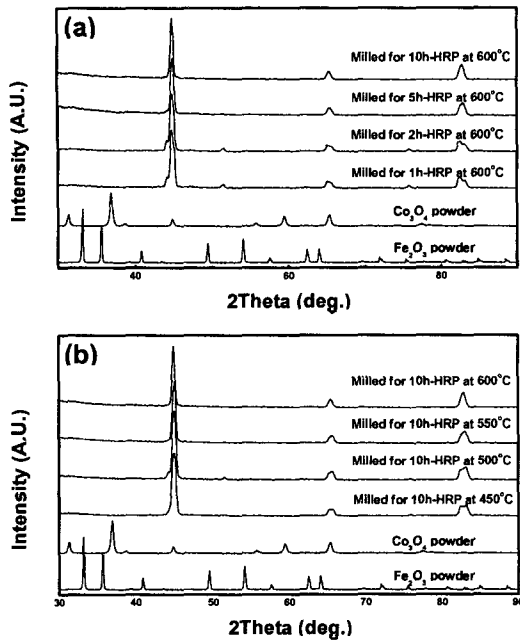 (a)
Intensity (A.U.)
Milled for 10h-HRP at 600°C
Milled for 5h-HRP at 600°C
Milled for 2h-HRP at 600°C
Milled for 1h-HRP at 600°C
Co3O4 powder
Fe2O3 powder
40 60 80 90
2Theta (deg.)
(b)
Intensity (A.U.)
Milled for 10h-HRP at 600°C
Milled for 10h-HRP at 550°C
Milled for 10h-HRP at 500°C
Milled for 10h-HRP at 450°C
Co3O4 powder
Fe2O3 powder
30 40 50 60 70 80 90
2Theta (deg.)